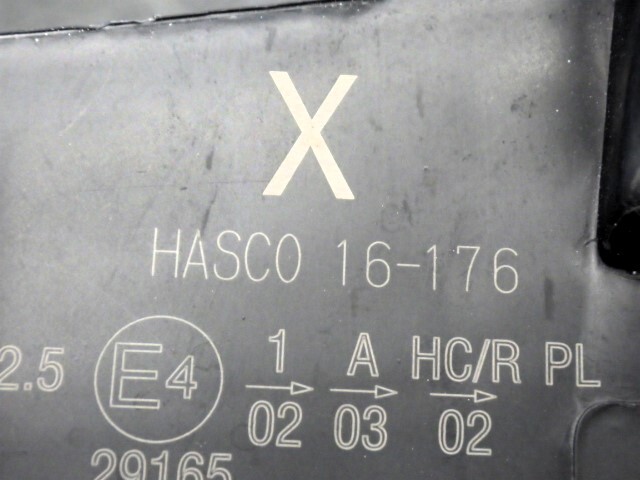 X
HASCO 16-176
2.5 E4 1 A HC/R PL
02 03 02
29165